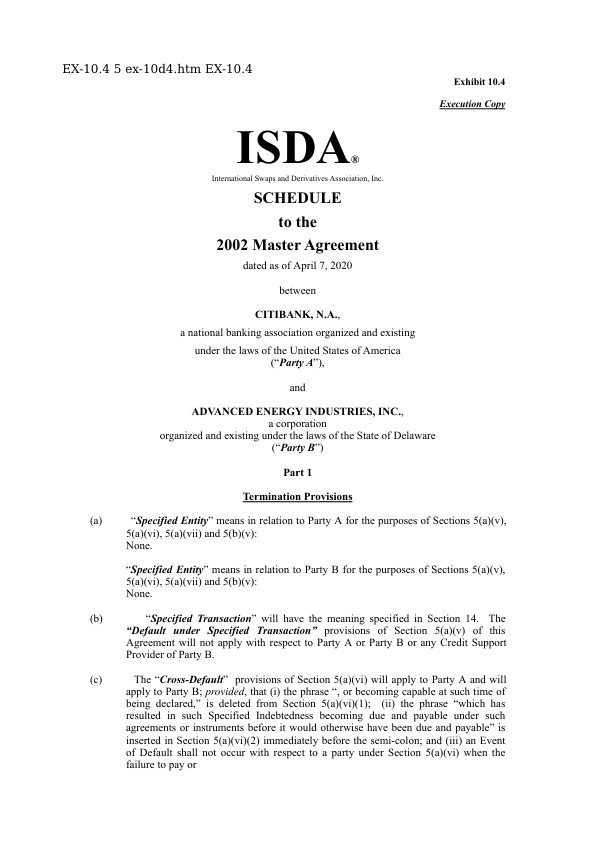 EX-10.4 5 ex-10d4.htm EX-10.4
Exhibit 10.4
Execution Copy
ISDA®
International Swaps and Derivatives Association, Inc.
SCHEDULE
to the
2002 Master Agreement
dated as of April 7, 2020
between
CITIBANK, N.A.,
a national banking association organized and existing
under the laws of the United States of America
(“Party A”),
and
ADVANCED ENERGY INDUSTRIES, INC.,
a corporation
organized and existing under the laws of the State of Delaware
(“Party B”)
Part 1
Termination Provisions
(a) “Specified Entity” means in relation to Party A for the purposes of Sections 5(a)(v),
5(a)(vi), 5(a)(vii) and 5(b)(v):
None.
“Specified Entity” means in relation to Party B for the purposes of Sections 5(a)(v),
5(a)(vi), 5(a)(vii) and 5(b)(v):
None.
(b) “Specified Transaction” will have the meaning specified in Section 14. The
“Default under Specified Transaction” provisions of Section 5(a)(v) of this
Agreement will not apply with respect to Party A or Party B or any Credit Support
Provider of Party B.
(c) The “Cross-Default” provisions of Section 5(a)(vi) will apply to Party A and will
apply to Party B; provided, that (i) the phrase “, or becoming capable at such time of
being declared,” is deleted from Section 5(a)(vi)(1); (ii) the phrase “which has
resulted in such Specified Indebtedness becoming due and payable under such
agreements or instruments before it would otherwise have been due and payable” is
inserted in Section 5(a)(vi)(2) immediately before the semi-colon; and (iii) an Event
of Default shall not occur with respect to a party under Section 5(a)(vi) when the
failure to pay or